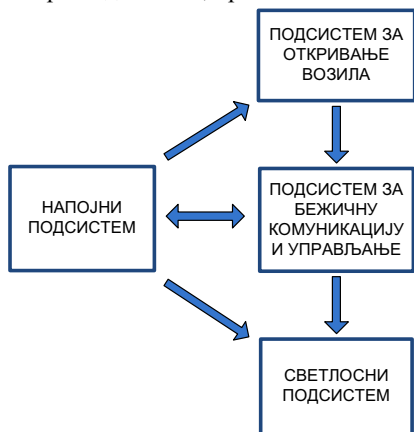 ПОДСИСТЕМ ЗА
ОТКРИВАЊЕ
ВОЗИЛА
НАПОЈНИ
ПОДСИСТЕМ
ПОДСИСТЕМ ЗА
БЕЖИЧНУ
КОМУНИКАЦИЈУ
И УПРАВЉАЊЕ
СВЕТЛОСНИ
ПОДСИСТЕМ